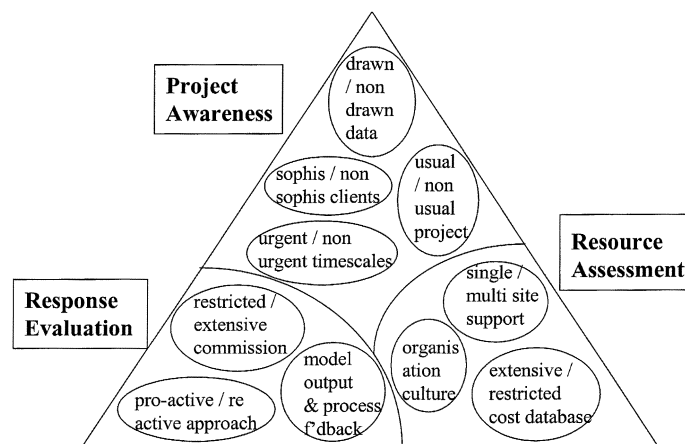 Project
Awareness
drawn
/ non
drawn
data
sophis / non
sophis clients
usual
/ non
usual
project
urgent / non
urgent timescales
Resource
Assessment
Response
Evaluation
single /
multi site
support
restricted /
extensive
commission
organis
ation
culture
model
output
& process
f'dback
extensive /
restricted
cost database
pro-active / re
active approach